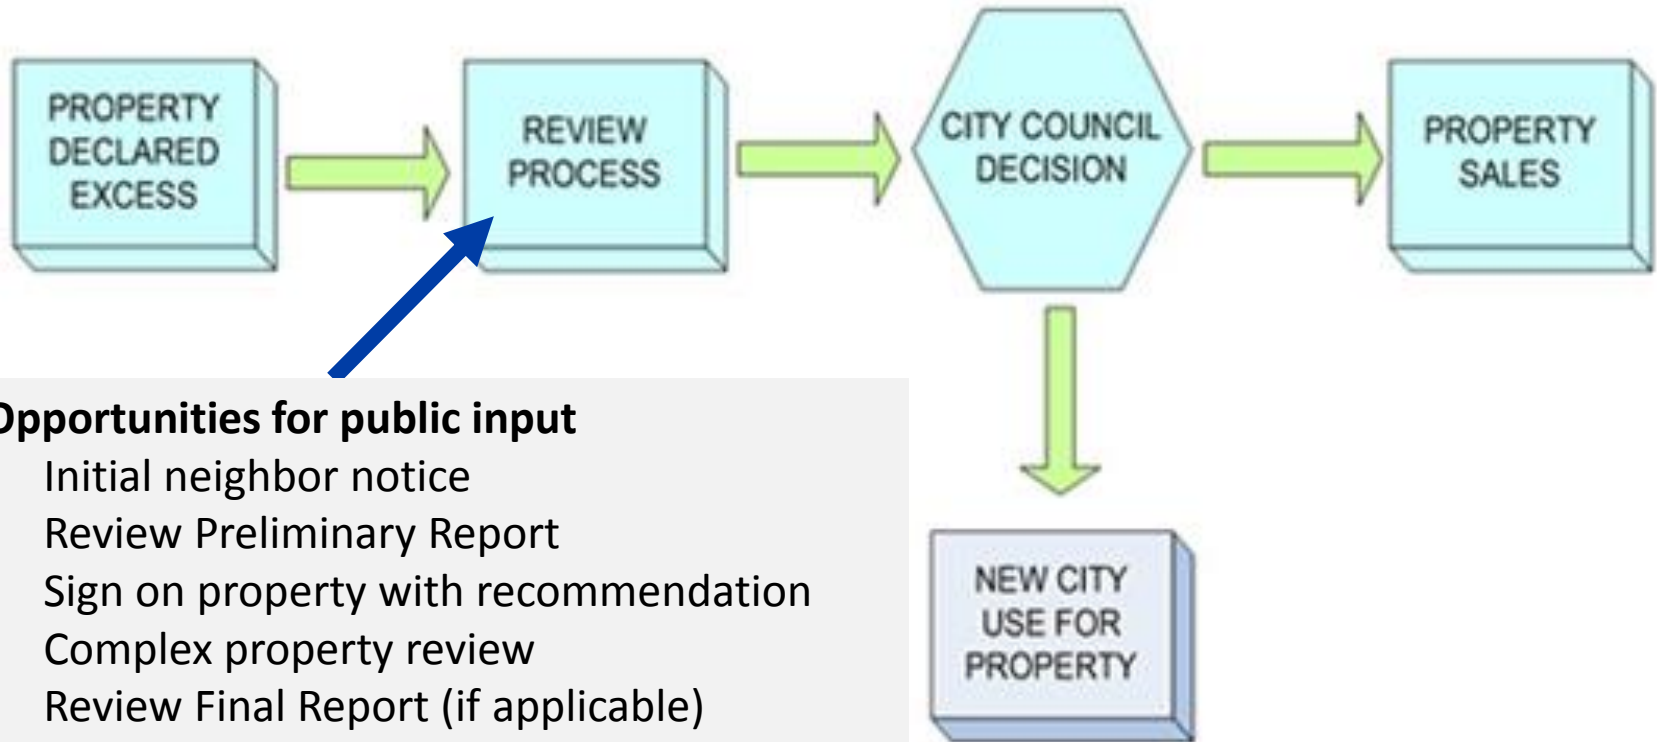 PROPERTY
DECLARED
EXCESS
REVIEW
PROCESS
CITY COUNCIL
DECISION
PROPERTY
SALES
Opportunities for public input
Initial neighbor notice
Review Preliminary Report
Sign on property with recommendation
Complex property review
Review Final Report (if applicable)
NEW CITY
USE FOR
PROPERTY